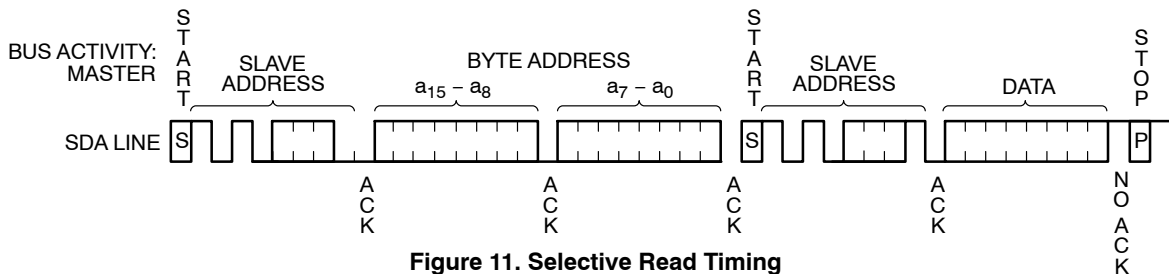 BUS ACTIVITY:
MASTER
START
SLAVE
ADDRESS
BYTE ADDRESS
a15 – a8
a7 – a0
START
SLAVE
ADDRESS
DATA
STOP
SDA LINE
S
S
P
ACK
ACK
ACK
ACK
NO ACK
Figure 11. Selective Read Timing